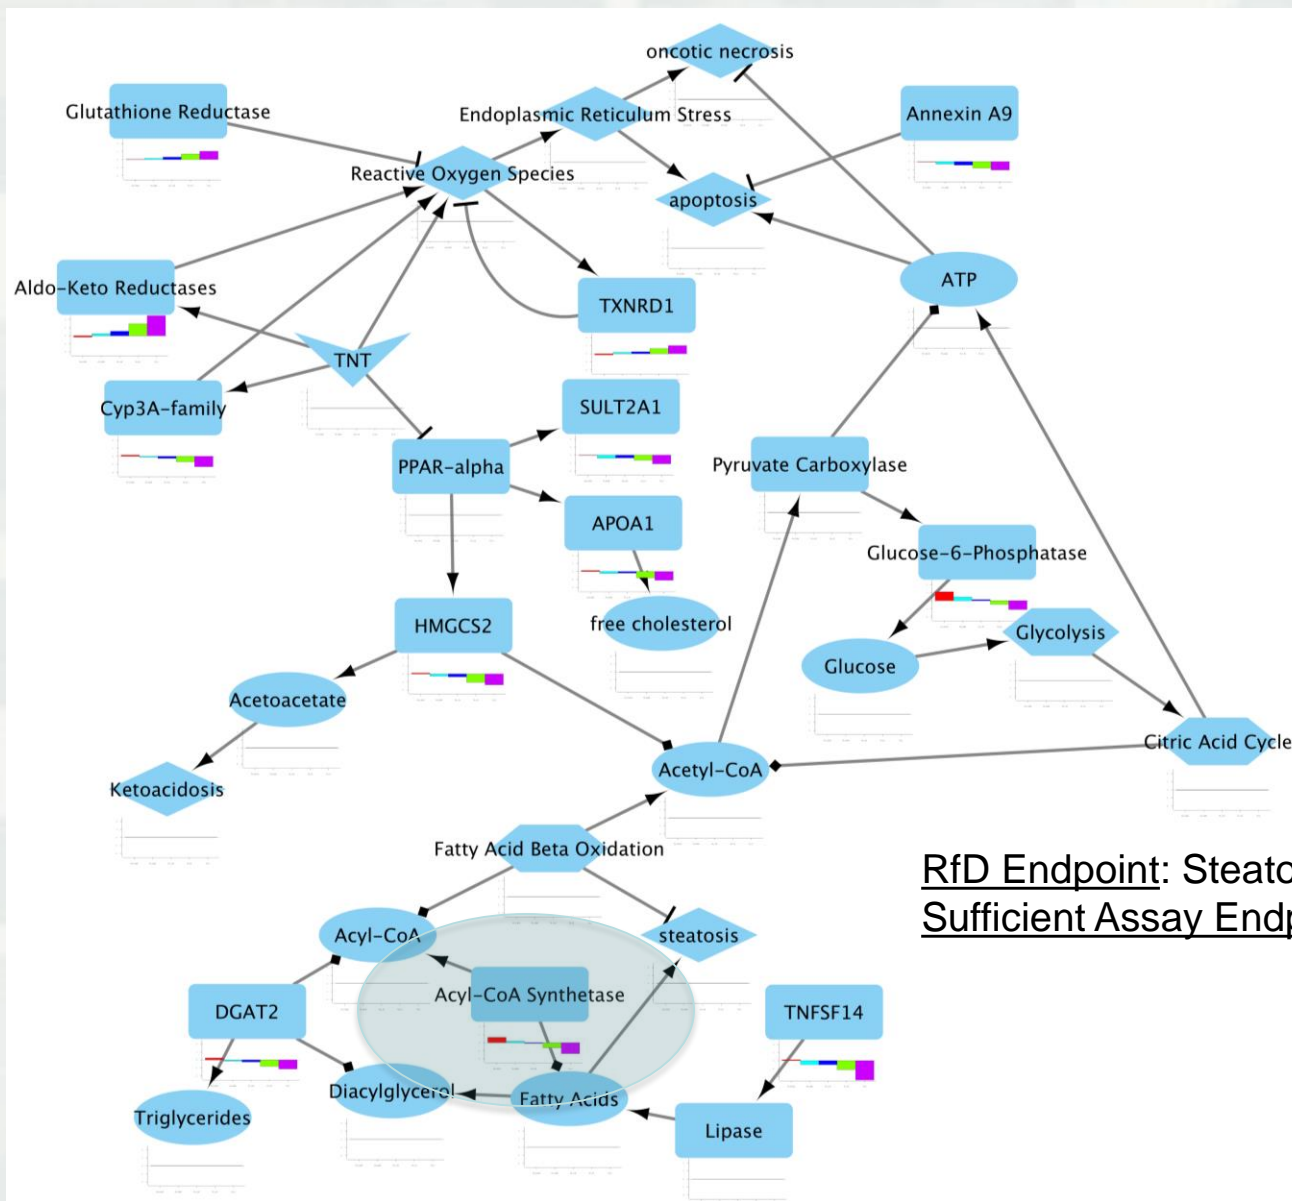 oncotic necrosis
Glutathione Reductase
Endoplasmic Reticulum Stress
Annexin A9
Reactive Oxygen Species
apoptosis
Aldo-Keto Reductases
ATP
TXNRD1
TNT
Cyp3A-family
SULT2A1
PPAR-alpha
Pyruvate Carboxylase
APOA1
Glucose-6-Phosphatase
HMGCS2
free cholesterol
Glycolysis
Glucose
Acetoacetate
Citric Acid Cycle
Acetyl-CoA
Ketoacidosis
Fatty Acid Beta Oxidation
RfD Endpoint: Steato
Sufficient Assay Endp
Acyl-CoA
steatosis
Acyl-CoA Synthetase
DGAT2
TNFSF14
Diacylglycerol
Fatty Acids
Triglycerides
Lipase